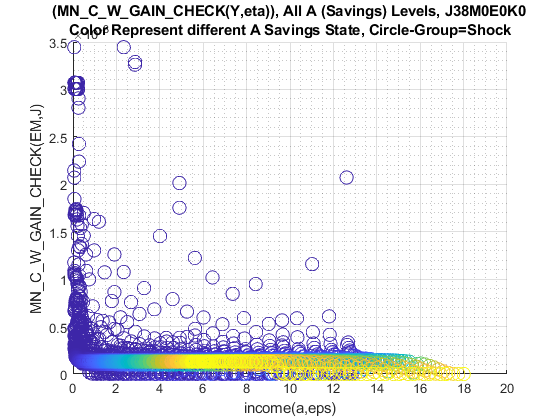 (MN_C_W_GAIN_CHECK(Y,eta)), All A (Savings) Levels, J38M0E0K0
Color Represent different A Savings State, Circle-Group=Shock
3.5
3
2.5
2
1.5
1
0.5
0
MN_C_W_GAIN_CHECK(EM,J)
0 2 4 6 8 10 12 14 16 18 20
income(a,eps)